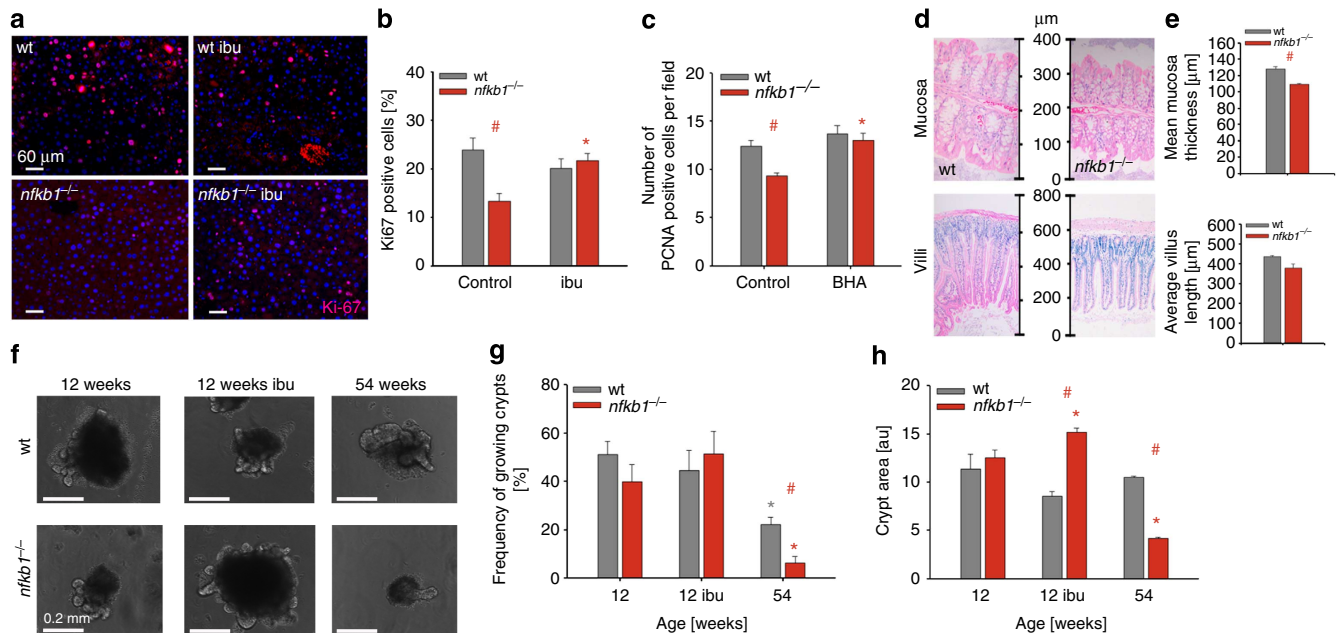 a
wt
wt ibu
60 μm
nfkb1–/–
nfkb1–/– ibu
Ki-67
b
Ki67 positive cells [%]
40
30
20
10
0
wt
nfkb1–/–
#
*
Control
ibu
c
Number of
PCNA positive cells per field
20
15
10
5
0
wt
nfkb1–/–
#
*
Control
BHA
d
μm
Mucosa
wt
400
300
200
100
0
nfkb1–/–
Villi
800
600
400
200
0
e
Mean mucosa
thickness [μm]
wt
nfkb1–/–
#
160
140
120
100
80
60
40
20
0
Average villus
length [μm]
wt
nfkb1–/–
600
500
400
300
200
100
0
f
12 weeks
12 weeks ibu
54 weeks
wt
nfkb1–/–
0.2 mm
g
Frequency of growing crypts
[%]
80
60
40
20
0
wt
nfkb1–/–
*
#
*
12
12 ibu
54
Age [weeks]
h
Crypt area [au]
20
15
10
5
0
wt
nfkb1–/–
#
*
#
*
12
12 ibu
54
Age [weeks]